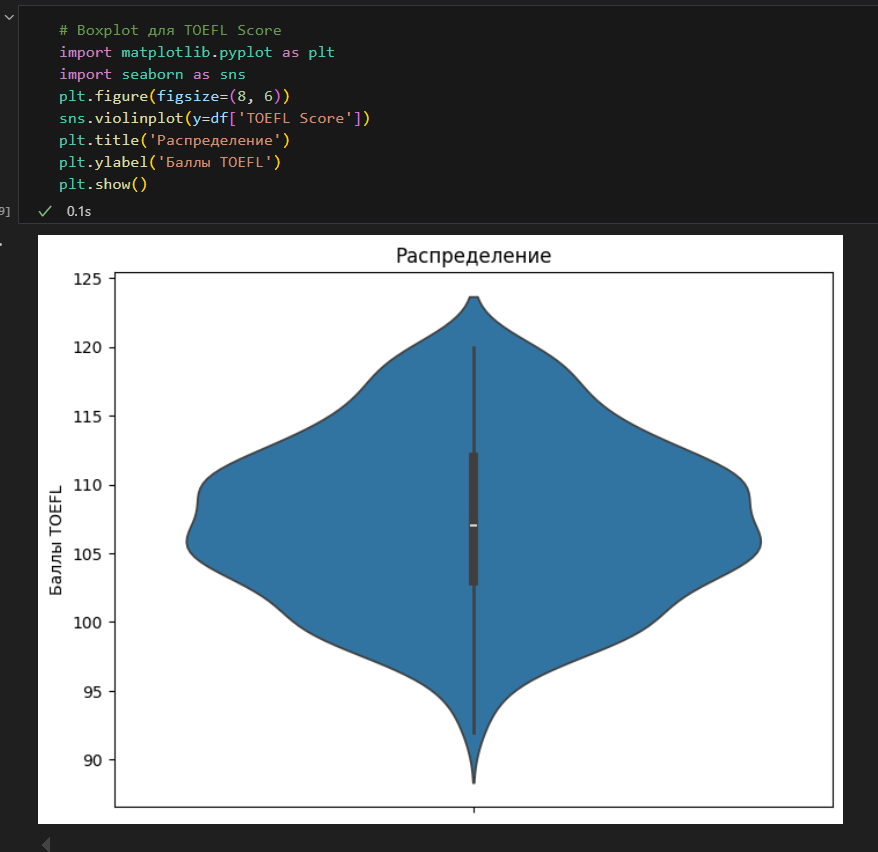 # Boxplot для TOEFL Score
import matplotlib.pyplot as plt
import seaborn as sns
plt.figure(figsize=(8, 6))
sns.violinplot(y=df['TOEFL Score'])
plt.title('Распределение')
plt.ylabel('Баллы TOEFL')
plt.show()
9]
0.1s
Распределение
125
120
115
110
105
100
95
90
Баллы TOEFL